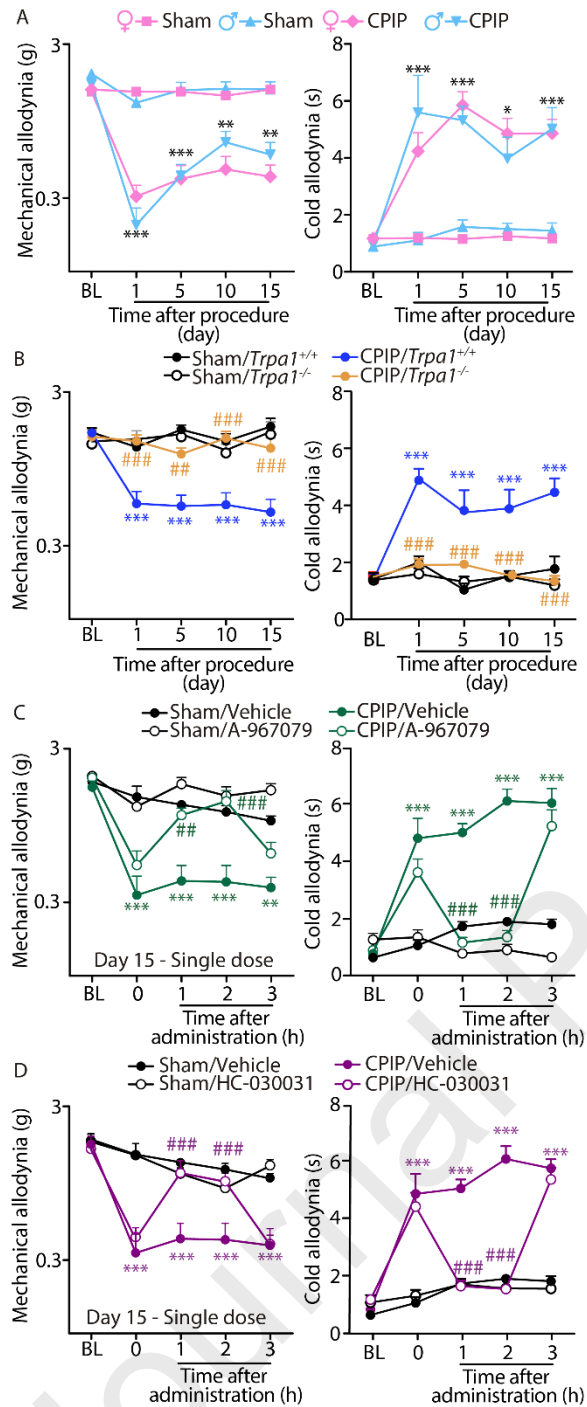 A
♀ Sham ♂ Sham ♀ CPIP ♂ CPIP
Mechanical allodynia (g)
3
0.3
***
***
**
**
BL 1 5 10 15
Time after procedure
(day)
Cold allodynia (s)
8
6
4
2
0
***
***
*
***
BL 1 5 10 15
Time after procedure
(day)
B
Sham/Trpa1+/+ CPIP/Trpa1+/+
Sham/Trpa1-/- CPIP/Trpa1-/-
Mechanical allodynia (g)
3
0.3
###
##
###
###
***
***
***
***
BL 1 5 10 15
Time after procedure
(day)
Cold allodynia (s)
8
6
4
2
0
***
***
***
***
###
###
###
###
BL 1 5 10 15
Time after procedure
(day)
C
Sham/Vehicle CPIP/Vehicle
Sham/A-967079 CPIP/A-967079
Mechanical allodynia (g)
3
0.3
##
###
***
***
***
**
Day 15 - Single dose
BL 0 1 2 3
Time after
administration (h)
Cold allodynia (s)
8
6
4
2
0
***
***
***
***
###
###
BL 0 1 2 3
Time after
administration (h)
D
Sham/Vehicle CPIP/Vehicle
Sham/HC-030031 CPIP/HC-030031
Mechanical allodynia (g)
3
0.3
###
###
***
***
***
***
Day 15 - Single dose
BL 0 1 2 3
Time after
administration (h)
Cold allodynia (s)
8
6
4
2
0
***
***
***
***
###
###
BL 0 1 2 3
Time after
administration (h)
Journal P